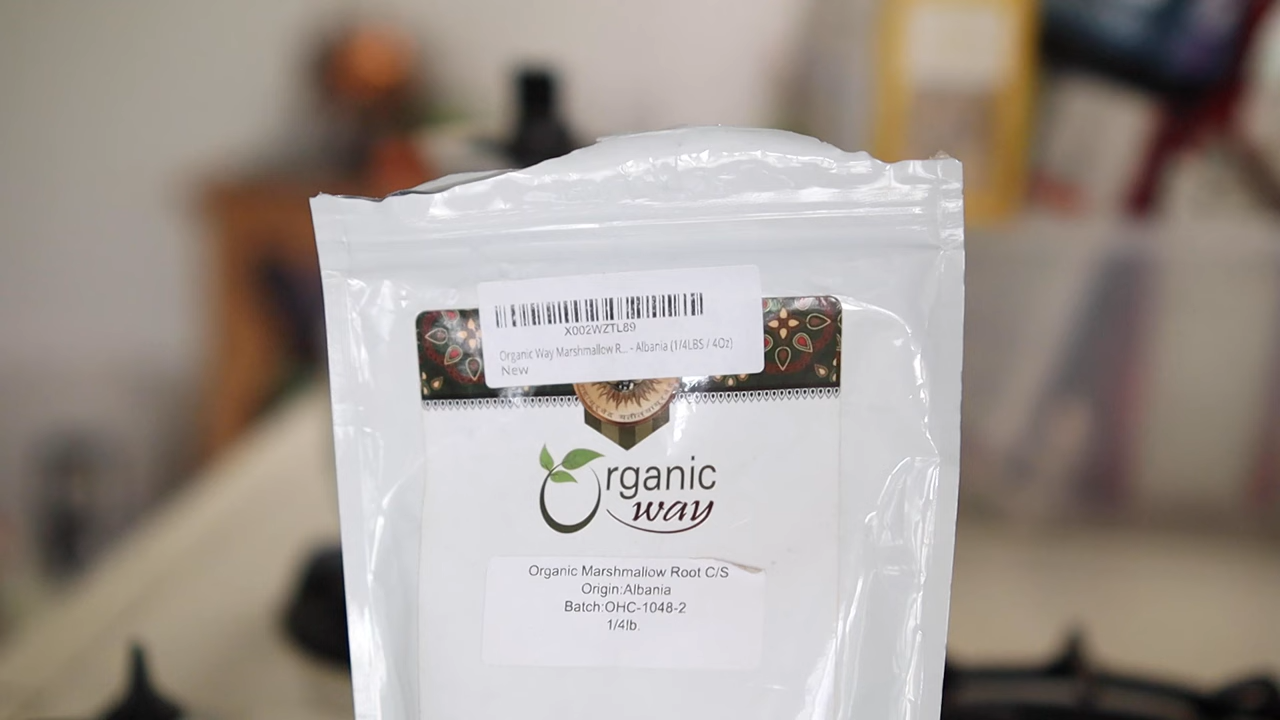 X002WZTL89
Organic Way Marshmallow R... - Albania (1/4LBS / 4Oz)
New
Organic
way
Organic Marshmallow Root C/S
Origin:Albania
Batch:OHC-1048-2
1/4lb.